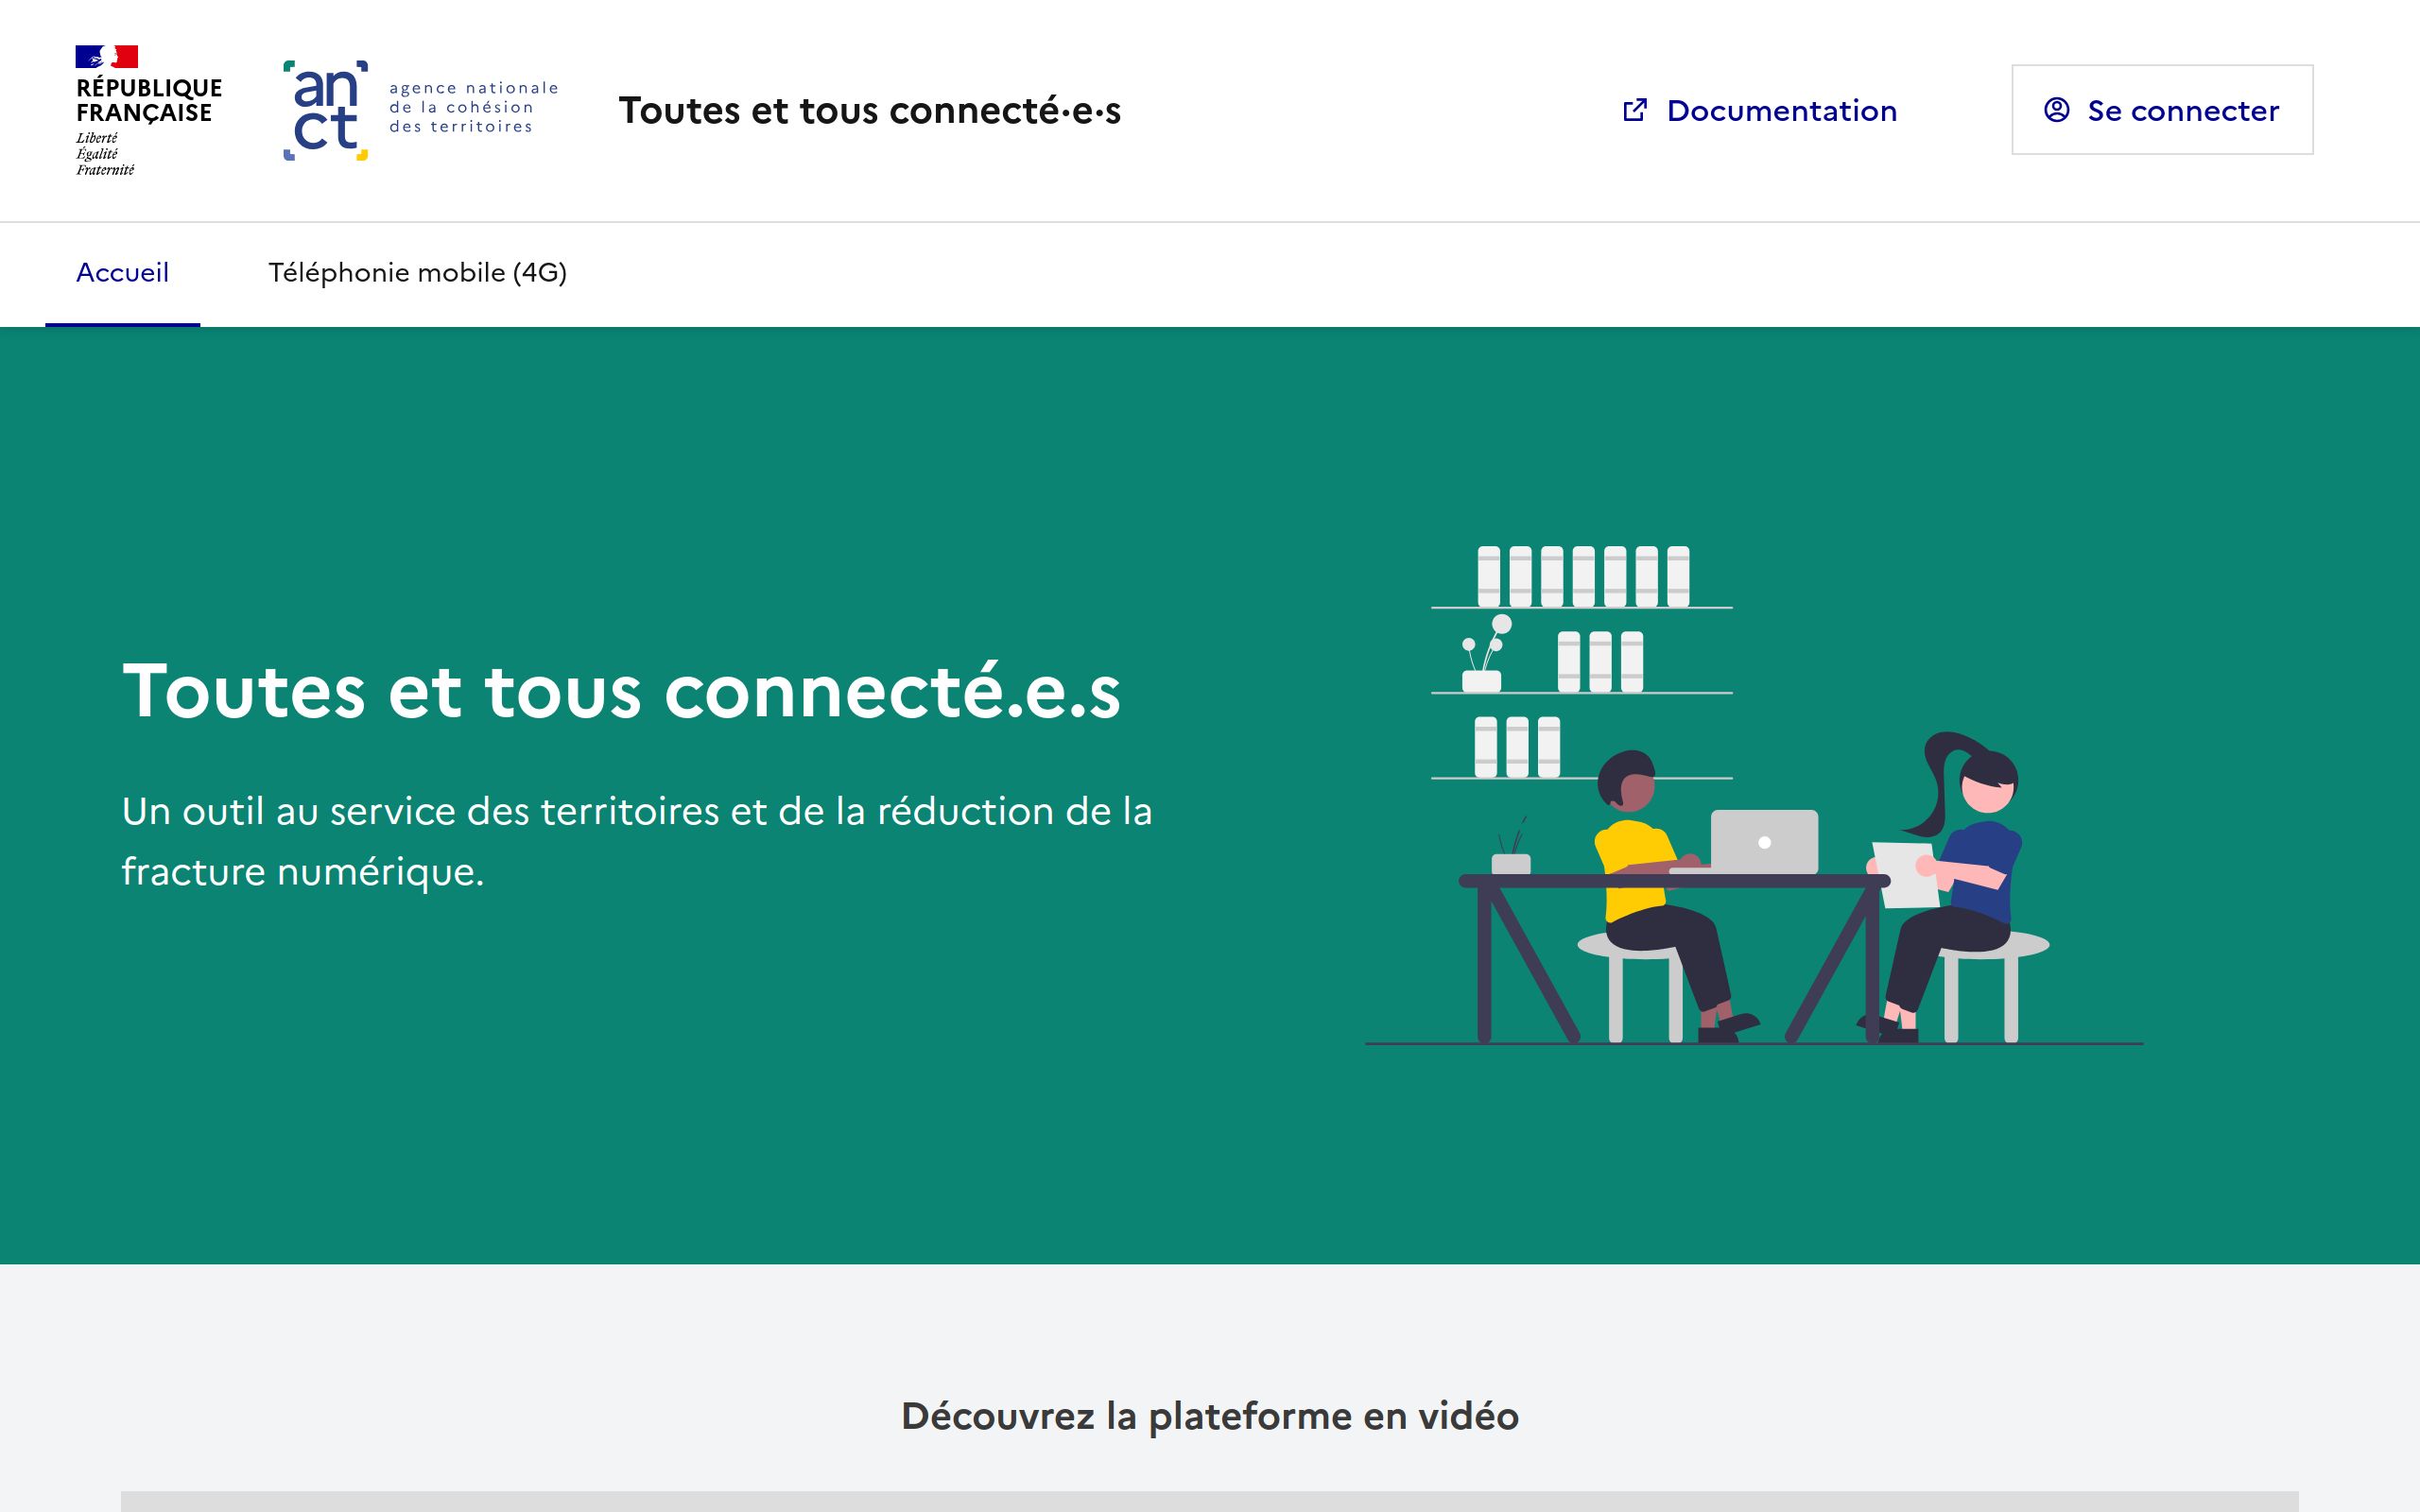 RÉPUBLIQUE
FRANÇAISE
Liberté
Égalité
Fraternité
an
ct
agence nationale
de la cohésion
des territoires
Toutes et tous connecté·e·s
Documentation
Se connecter
Accueil
Téléphonie mobile (4G)
Toutes et tous connecté.e.s
Un outil au service des territoires et de la réduction de la
fracture numérique.
Découvrez la plateforme en vidéo